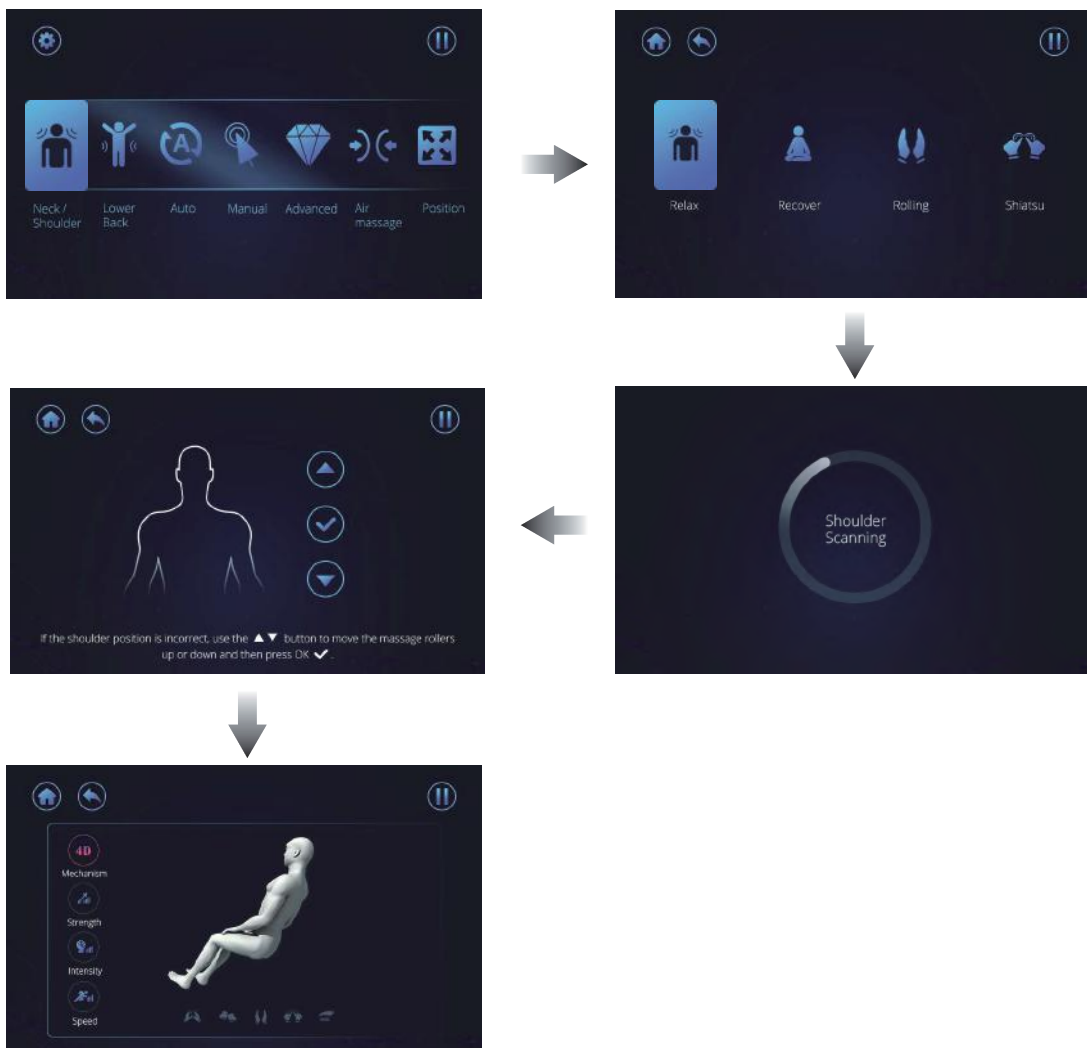 Neck /
Shoulder
Lower
Back
Auto
Manual
Advanced
Air
massage
Position
Relax
Recover
Rolling
Shiatsu
Shoulder
Scanning
If the shoulder position is incorrect, use the ▲▼ button to move the massage rollers
up or down and then press OK ✔ .
4D
Mechanism
Strength
Intensity
Speed